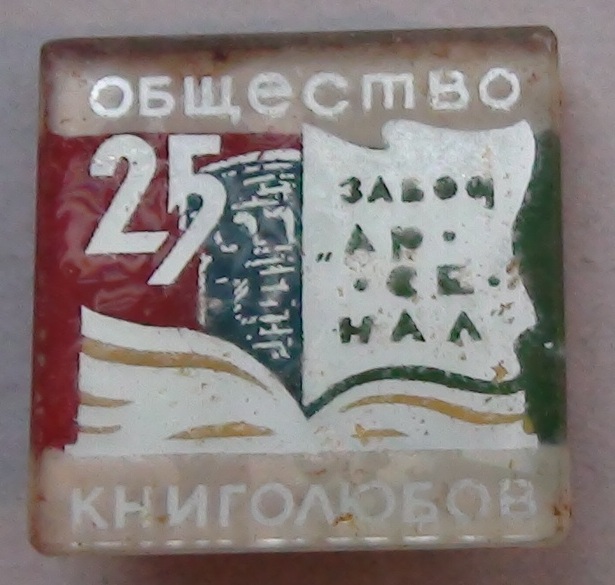 ОБЩЕСТВО
25
ЗАВОД
„АР·
·СЕ·
НАЛ"
КНИГОЛЮБОВ